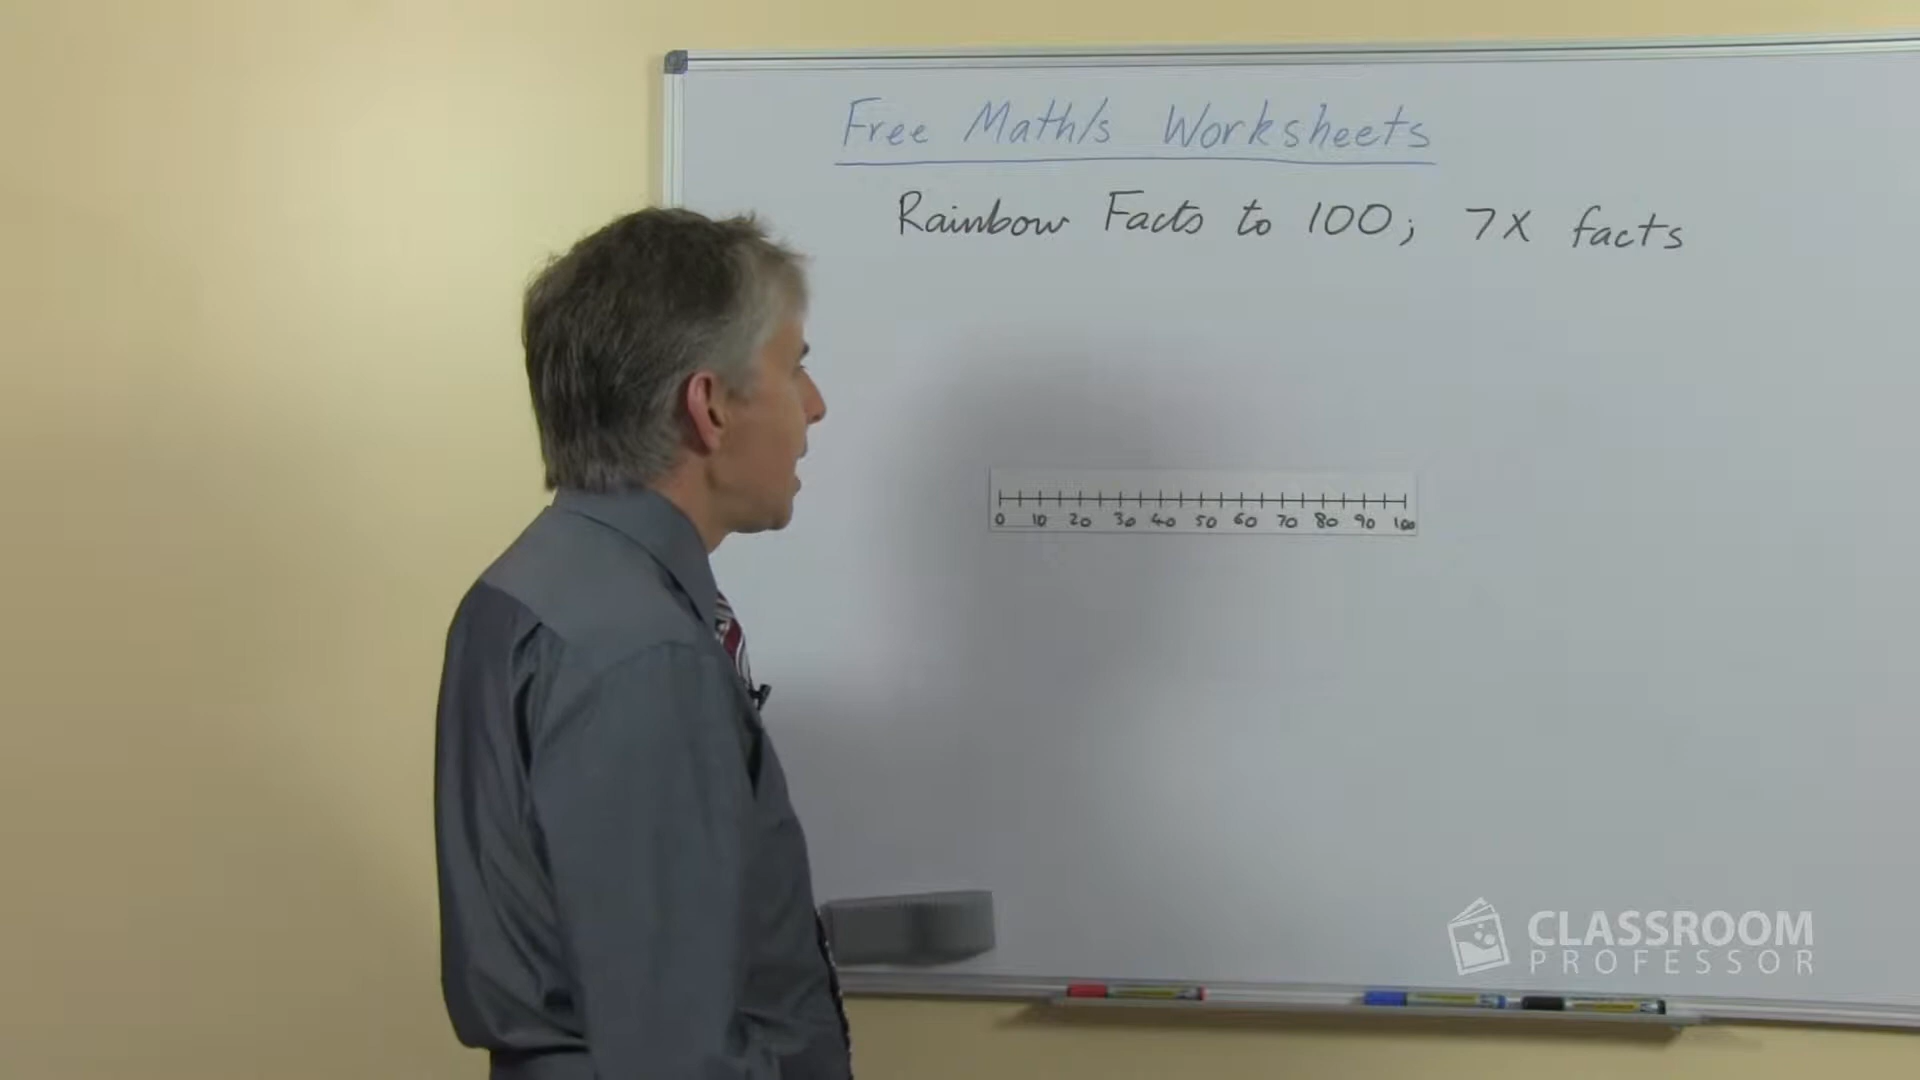 Free Math/s Worksheets
Rainbow Facts to 100; 7X facts
0 10 20 30 40 50 60 70 80 90 100
CLASSROOM
PROFESSOR